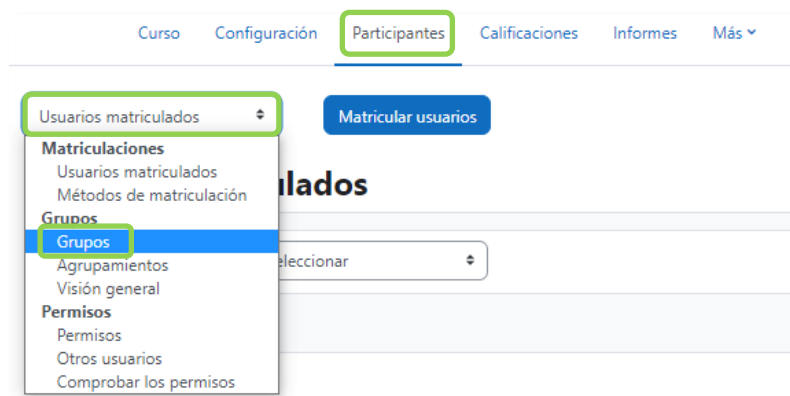 Curso Configuración Participantes Calificaciones Informes Más
Usuarios matriculados
Matricular usuarios
Matriculaciones
Usuarios matriculados
Métodos de matriculación
Grupos
Grupos
Agrupamientos
Visión general
Permisos
Permisos
Otros usuarios
Comprobar los permisos
ulados
eleccionar